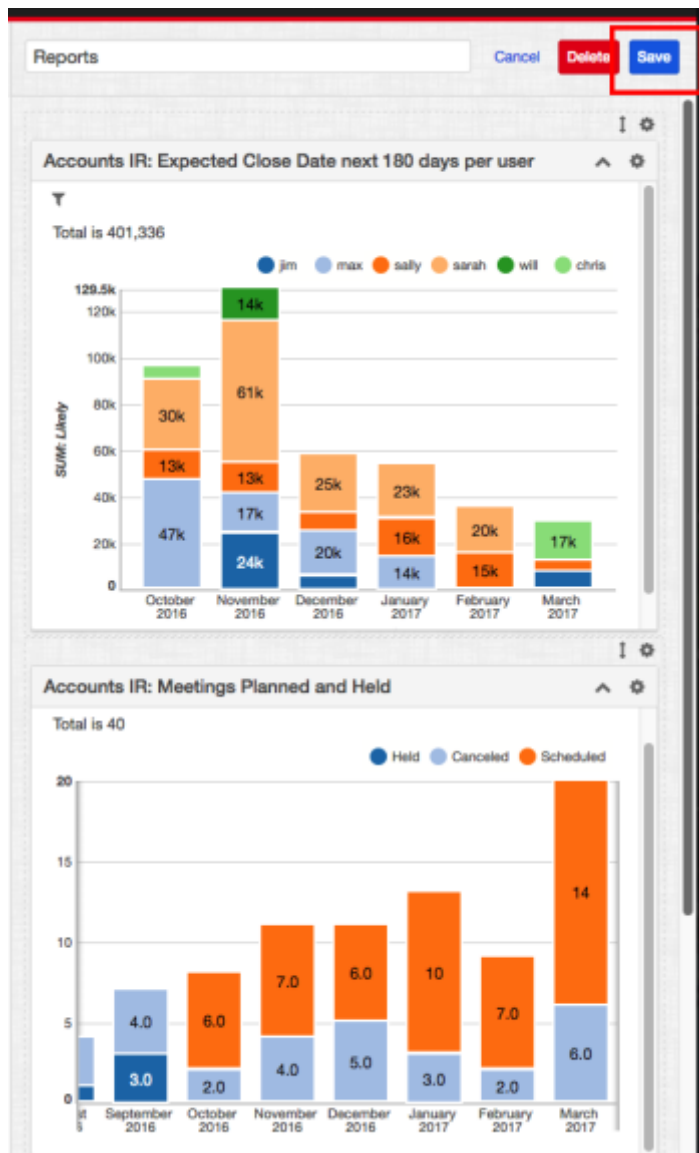 Reports Cancel Delete Save
Accounts IR: Expected Close Date next 180 days per user
Total is 401,336
jim max sally sarah will chris
129.5k
120k
100k
80k
60k
40k
20k
0
SUM: Likely
14k
30k 61k
13k 13k 25k 23k
17k 20k 17k
47k 20k 16k
24k 14k 15k
October November December January February March
2016 2016 2016 2017 2017 2017
Accounts IR: Meetings Planned and Held
Total is 40
Held Canceled Scheduled
20
15
10
5
0
14
7.0 6.0 10
4.0 6.0 7.0
3.0 2.0 4.0 5.0 3.0 2.0 6.0
September October November December January February March
2016 2016 2016 2016 2017 2017 2017